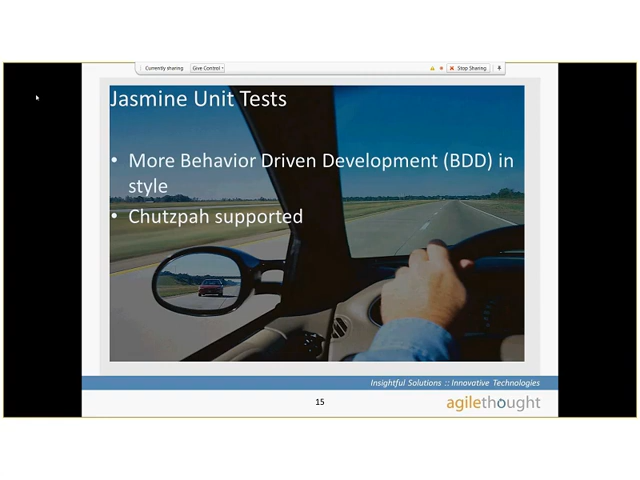 Currently sharing Give Control Stop Sharing
Jasmine Unit Tests
• More Behavior Driven Development (BDD) in
style
• Chutzpah supported
Insightful Solutions :: Innovative Technologies
15
agilethought